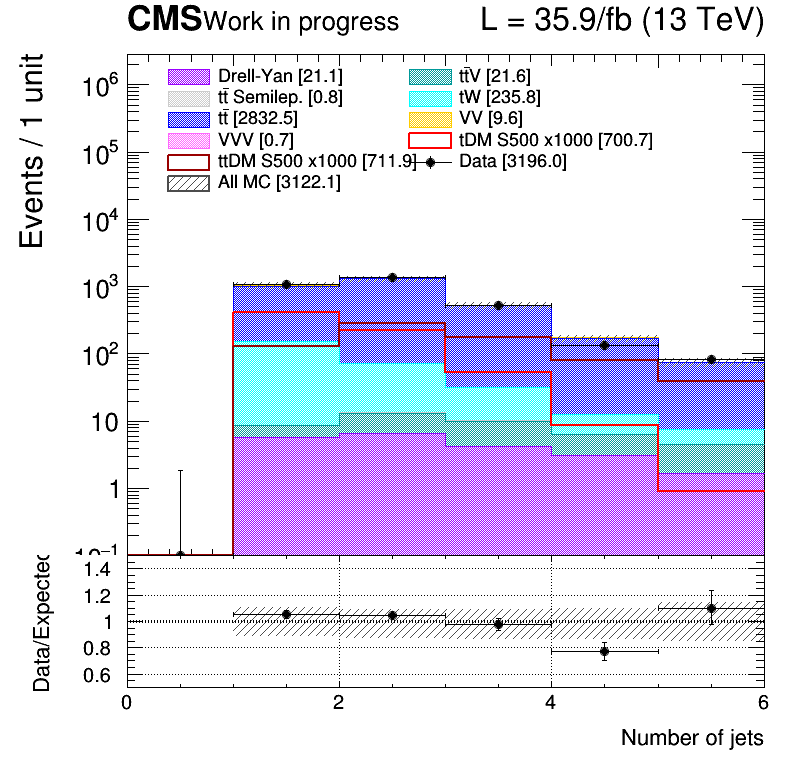 CMS Work in progress L = 35.9/fb (13 TeV)
Events / 1 unit
Drell-Yan [21.1] tt̄V [21.6]
tt̄ Semilep. [0.8] tW [235.8]
tt̄ [2832.5] VV [9.6]
VVV [0.7] tDM S500 x1000 [700.7]
ttDM S500 x1000 [711.9] Data [3196.0]
All MC [3122.1]
10⁶
10⁵
10⁴
10³
10²
10
1
10⁻¹
Data/Expected
1.4
1.2
1
0.8
0.6
0 2 4 6
Number of jets